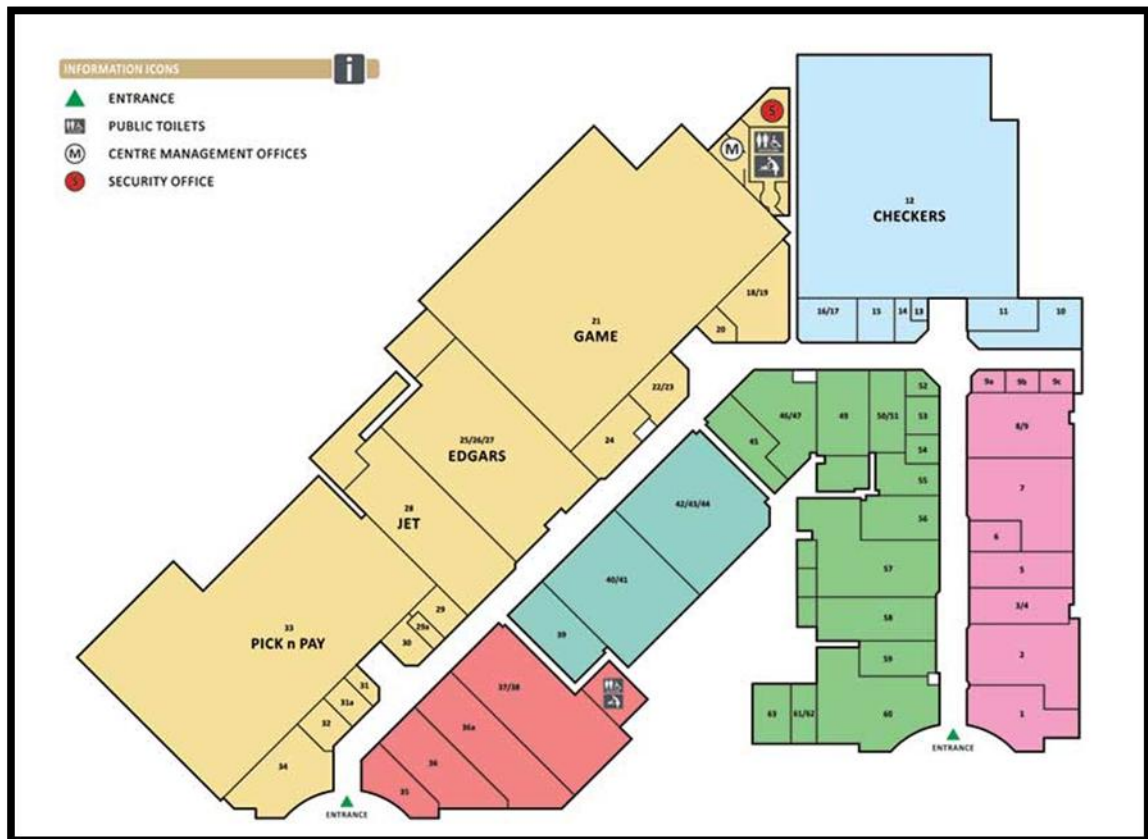 INFORMATION ICONS
i
ENTRANCE
PUBLIC TOILETS
M
CENTRE MANAGEMENT OFFICES
S
SECURITY OFFICE
S
M
12
CHECKERS
18/19
16/17
15
14
13
11
10
20
21
GAME
22/23
24
25/26/27
EDGARS
28
JET
29
29a
30
33
PICK n PAY
31
31a
32
34
46/47
45
49
50/51
52
53
54
55
56
57
58
59
60
61/62
63
9a
9b
9c
8/9
7
6
5
3/4
2
1
ENTRANCE
42/43/44
40/41
39
37/38
36a
36
35
ENTRANCE